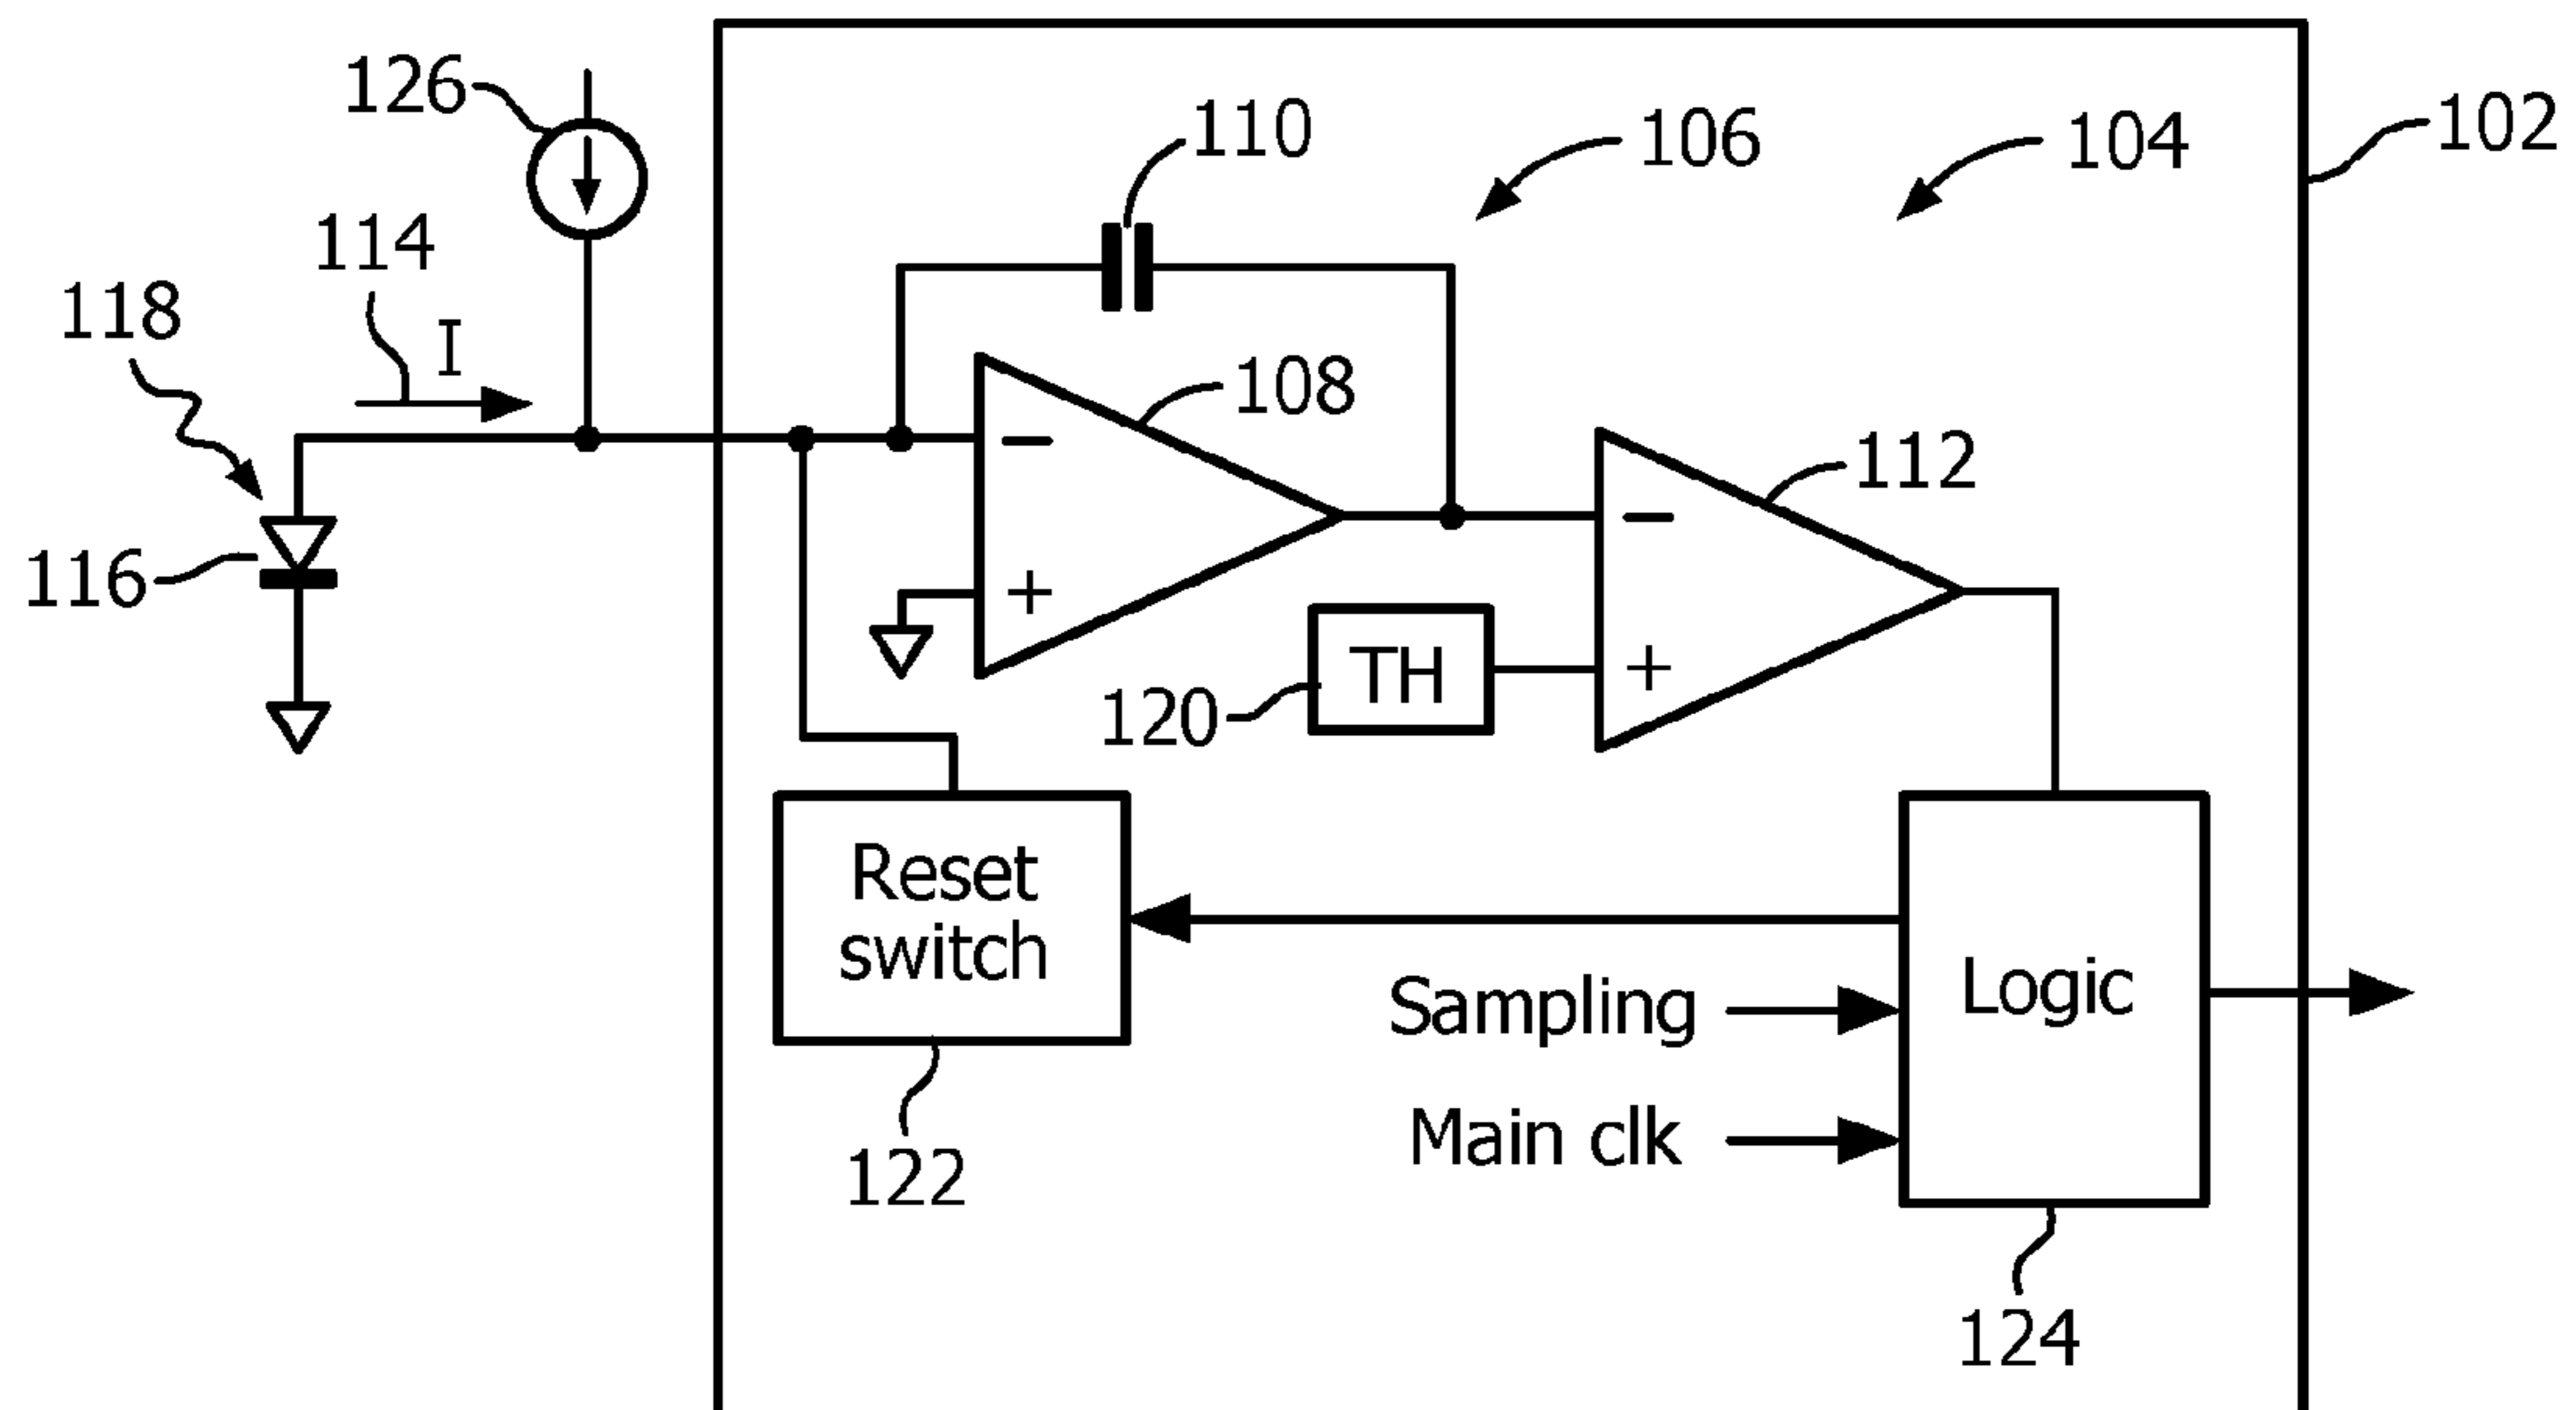 126
110
106
104
102
114
I
118
108
112
116
−
−
+
TH
+
120
Reset
switch
Logic
Sampling
Main clk
122
124